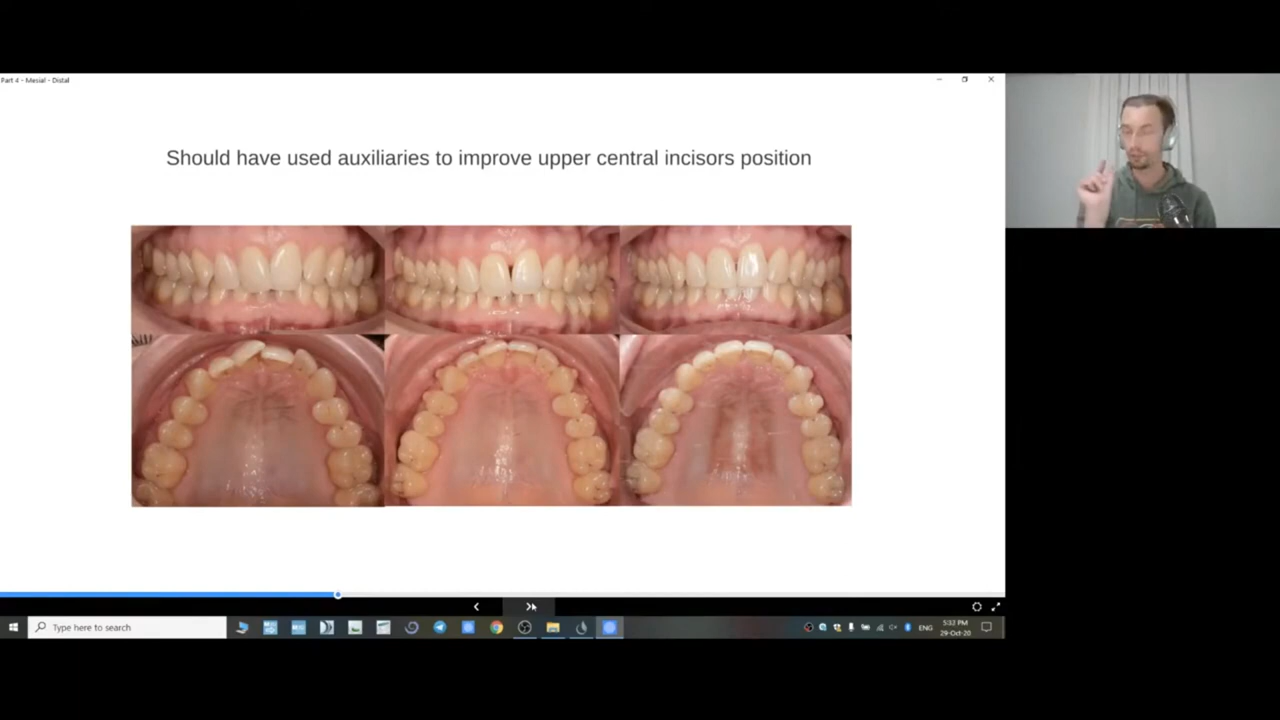 Part 4 - Mesial - Distal
Should have used auxiliaries to improve upper central incisors position
Type here to search
ENG
5:33 PM
29-Oct-20